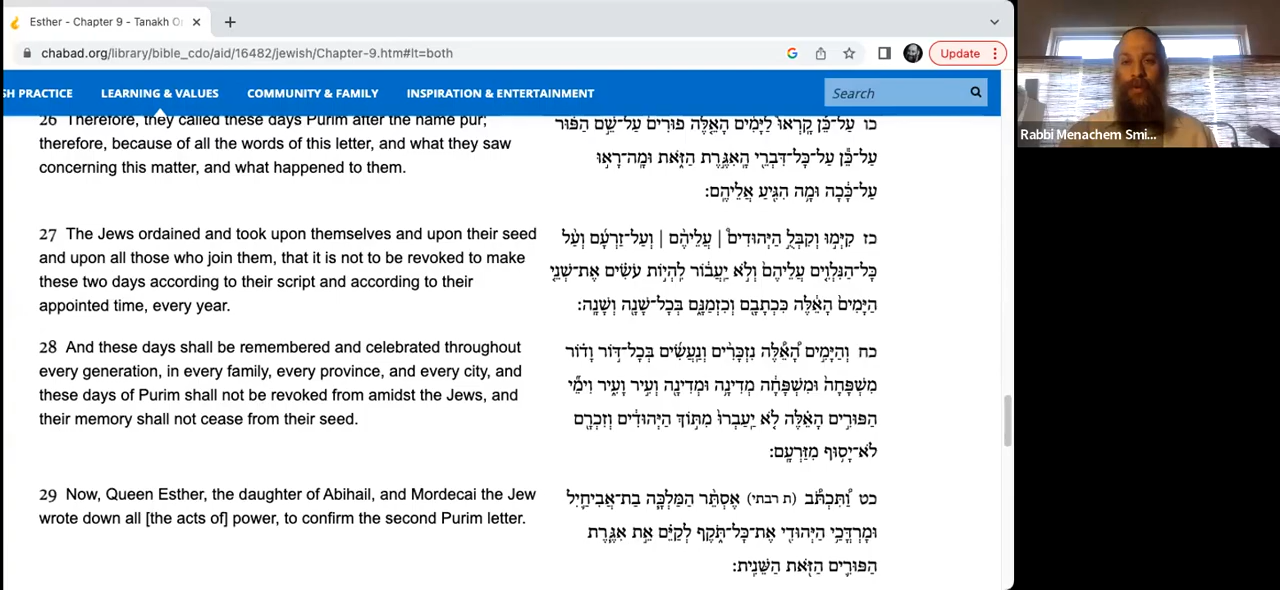 Esther - Chapter 9 - Tanakh O
chabad.org/library/bible_cdo/aid/16482/jewish/Chapter-9.htm#lt=both
Update
SH PRACTICE
LEARNING & VALUES
COMMUNITY & FAMILY
INSPIRATION & ENTERTAINMENT
Search
26 Therefore, they called these days Purim after the name pur;
therefore, because of all the words of this letter, and what they saw
concerning this matter, and what happened to them.
כו עַל־כֵּ֡ן קָֽרְאוּ֩ לַיָּמִ֨ים הָאֵ֤לֶּה פוּרִים֙ עַל־שֵׁ֣ם הַפּ֔וּר
עַל־כֵּ֕ן עַל־כָּל־דִּבְרֵ֖י הָֽאִגֶּ֣רֶת הַזֹּ֑את וּמָֽה־רָא֣וּ
עַל־כָּ֔כָה וּמָ֥ה הִגִּ֖יעַ אֲלֵיהֶֽם:
27 The Jews ordained and took upon themselves and upon their seed
and upon all those who join them, that it is not to be revoked to make
these two days according to their script and according to their
appointed time, every year.
כז קִיְּמ֣וּ וְקִבְּלֻ֣ הַיְּהוּדִים֩ | עֲלֵיהֶ֨ם | וְעַל־זַרְעָ֜ם וְעַ֨ל
כָּל־הַנִּלְוִ֤ים עֲלֵיהֶם֙ וְלֹ֣א יַֽעֲב֔וֹר לִֽהְי֣וֹת עֹשִׂ֗ים אֶת־שְׁנֵ֤י
הַיָּמִים֙ הָאֵ֔לֶּה כִּכְתָבָ֖ם וְכִזְמַנָּ֑ם בְּכָל־שָׁנָ֖ה וְשָׁנָֽה:
28 And these days shall be remembered and celebrated throughout
every generation, in every family, every province, and every city, and
these days of Purim shall not be revoked from amidst the Jews, and
their memory shall not cease from their seed.
כח וְהַיָּמִ֣ים הָ֠אֵ֠לֶּה נִזְכָּרִ֨ים וְנַֽעֲשִׂ֜ים בְּכָל־דּ֣וֹר וָד֗וֹר
מִשְׁפָּחָה֙ וּמִשְׁפָּחָ֔ה מְדִינָ֥ה וּמְדִינָ֖ה וְעִ֣יר וָעִ֑יר וִימֵ֞י
הַפּוּרִ֣ים הָאֵ֗לֶּה לֹ֤א יַֽעַבְרוּ֙ מִתּ֣וֹךְ הַיְּהוּדִ֔ים וְזִכְרָ֖ם
לֹֽא־יָס֥וּף מִזַּרְעָֽם:
29 Now, Queen Esther, the daughter of Abihail, and Mordecai the Jew
wrote down all [the acts of] power, to confirm the second Purim letter.
כט וַ֠תִּכְתֹּ֠ב (ת רבתי) אֶסְתֵּ֨ר הַמַּלְכָּ֧ה בַת־אֲבִיחַ֛יִל
וּמָרְדֳּכַ֥י הַיְּהוּדִ֖י אֶת־כָּל־תֹּ֑קֶף לְקַיֵּ֗ם אֵ֣ת אִגֶּ֧רֶת
הַפּוּרִ֛ים הַזֹּ֖את הַשֵּׁנִֽית:
Rabbi Menachem Smi...